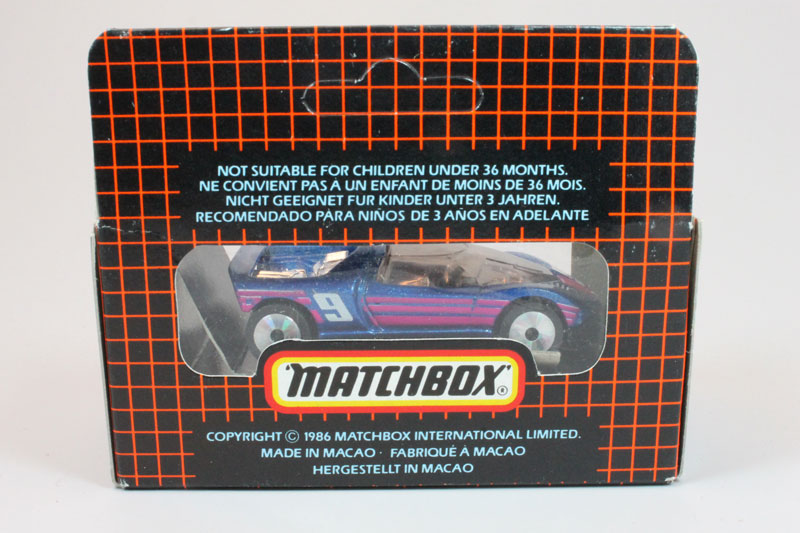 NOT SUITABLE FOR CHILDREN UNDER 36 MONTHS.
NE CONVIENT PAS À UN ENFANT DE MOINS DE 36 MOIS.
NICHT GEEIGNET FUR KINDER UNTER 3 JAHREN.
RECOMENDADO PARA NIÑOS DE 3 AÑOS EN ADELANTE
9
"MATCHBOX" ®
COPYRIGHT © 1986 MATCHBOX INTERNATIONAL LIMITED.
MADE IN MACAO · FABRIQUÉ À MACAO
HERGESTELLT IN MACAO